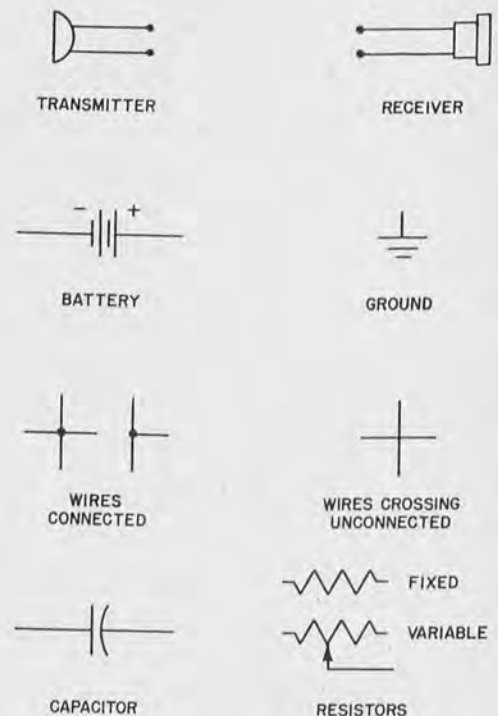 TRANSMITTER
RECEIVER
- +
BATTERY
GROUND
WIRES
CONNECTED
WIRES CROSSING
UNCONNECTED
FIXED
VARIABLE
CAPACITOR
RESISTORS